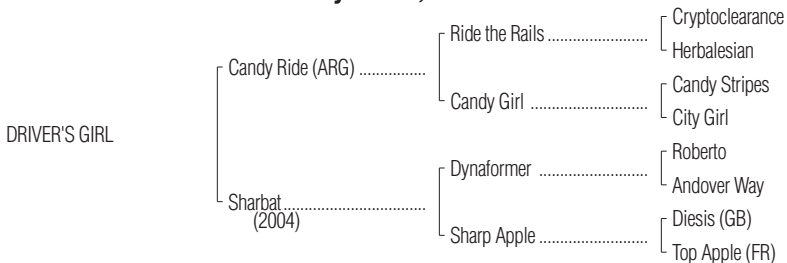 Cryptoclearance
Ride the Rails
Herbalesian
Candy Ride (ARG)
Candy Stripes
Candy Girl
City Girl
DRIVER'S GIRL
Roberto
Dynaformer
Andover Way
Sharbat
(2004)
Diesis (GB)
Sharp Apple
Top Apple (FR)